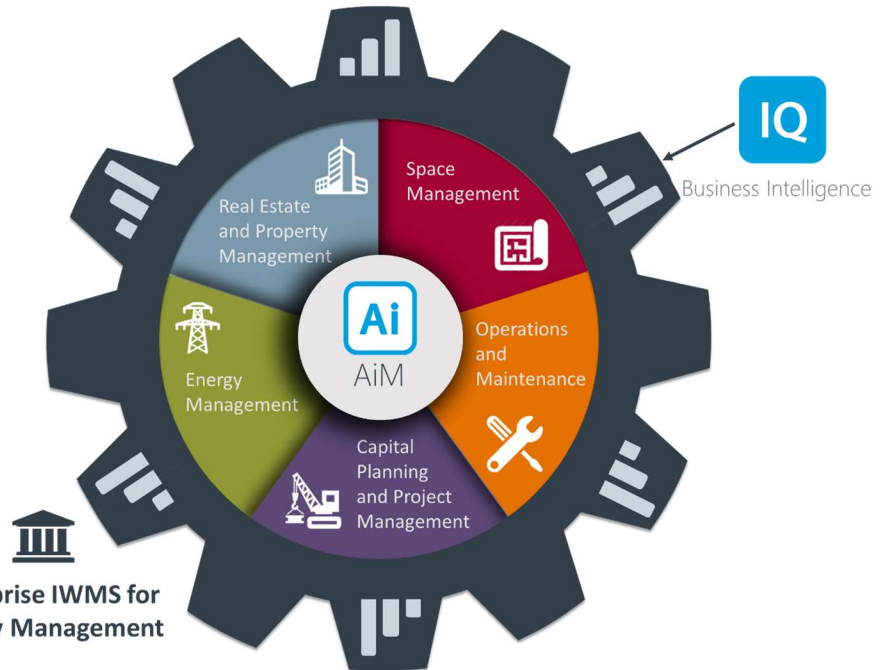 IQ
Business Intelligence
Space
Management
Real Estate
and Property
Management
Ai
AiM
Operations
and
Maintenance
Energy
Management
Capital
Planning
and Project
Management
IWMS for
Management